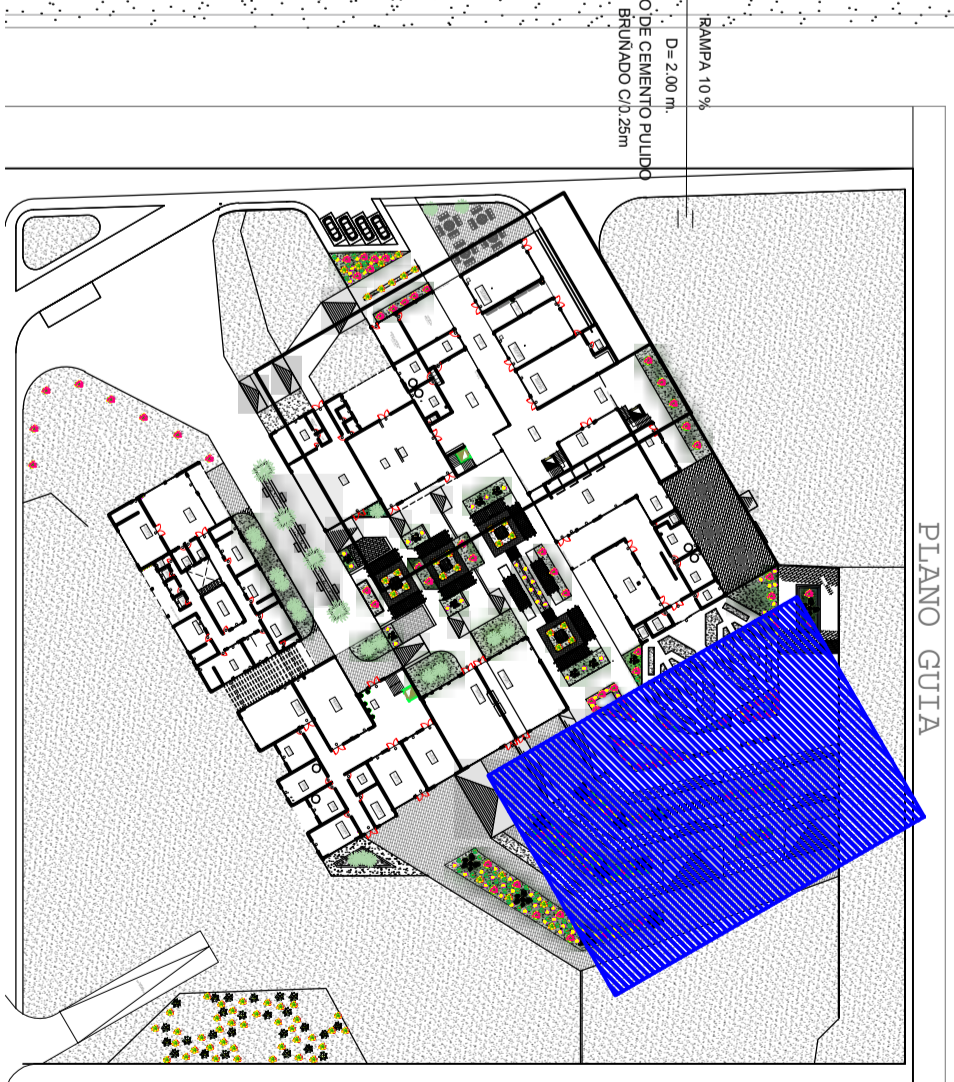 RAMPA 10 %
D= 2.00 m.
O DE CEMENTO PULIDO
BRUÑADO C/0.25m
PLANO GUIA